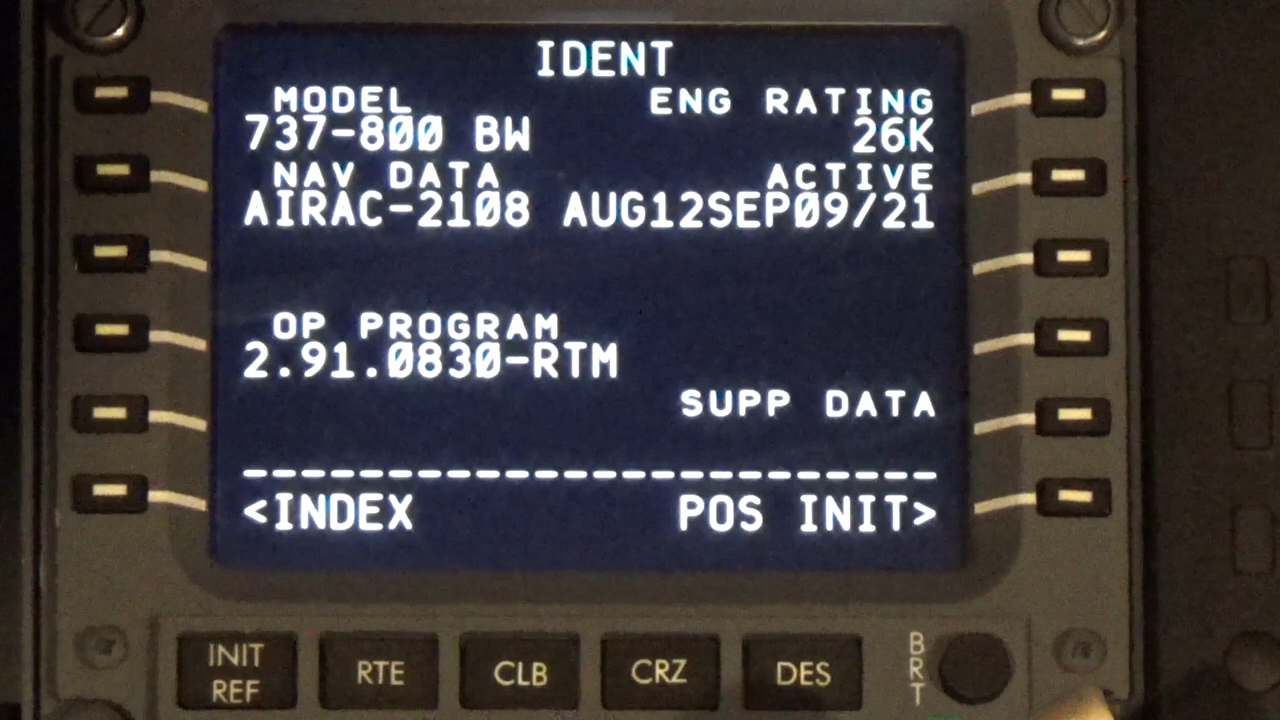 IDENT
MODEL ENG RATING
737-800 BW 26K
NAV DATA ACTIVE
AIRAC-2108 AUG12SEP09/21
OP PROGRAM
2.91.0830-RTM
SUPP DATA
------------------------
<INDEX POS INIT>
INIT REF RTE CLB CRZ DES BRT